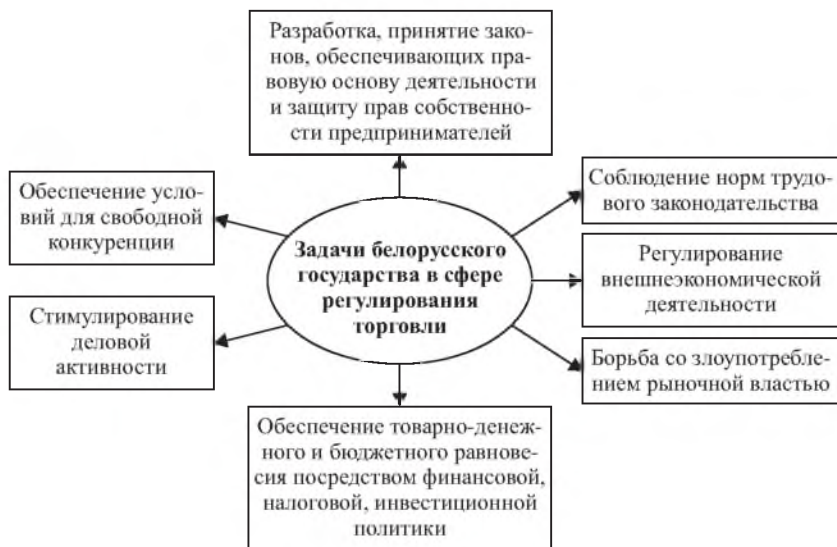 Разработка, принятие зако-
нов, обеспечивающих пра-
вовую основу деятельности
и защиту прав собственно-
сти предпринимателей
Обеспечение усло-
вий для свободной
конкуренции
Соблюдение норм трудо-
вого законодательства
Задачи белорусского
государства в сфере
регулирования
торговли
Регулирование
внешнеэкономической
деятельности
Стимулирование
деловой
активности
Борьба со злоупотребле-
нием рыночной властью
Обеспечение товарно-денеж-
ного и бюджетного равнове-
сия посредством финансовой,
налоговой, инвестиционной
политики